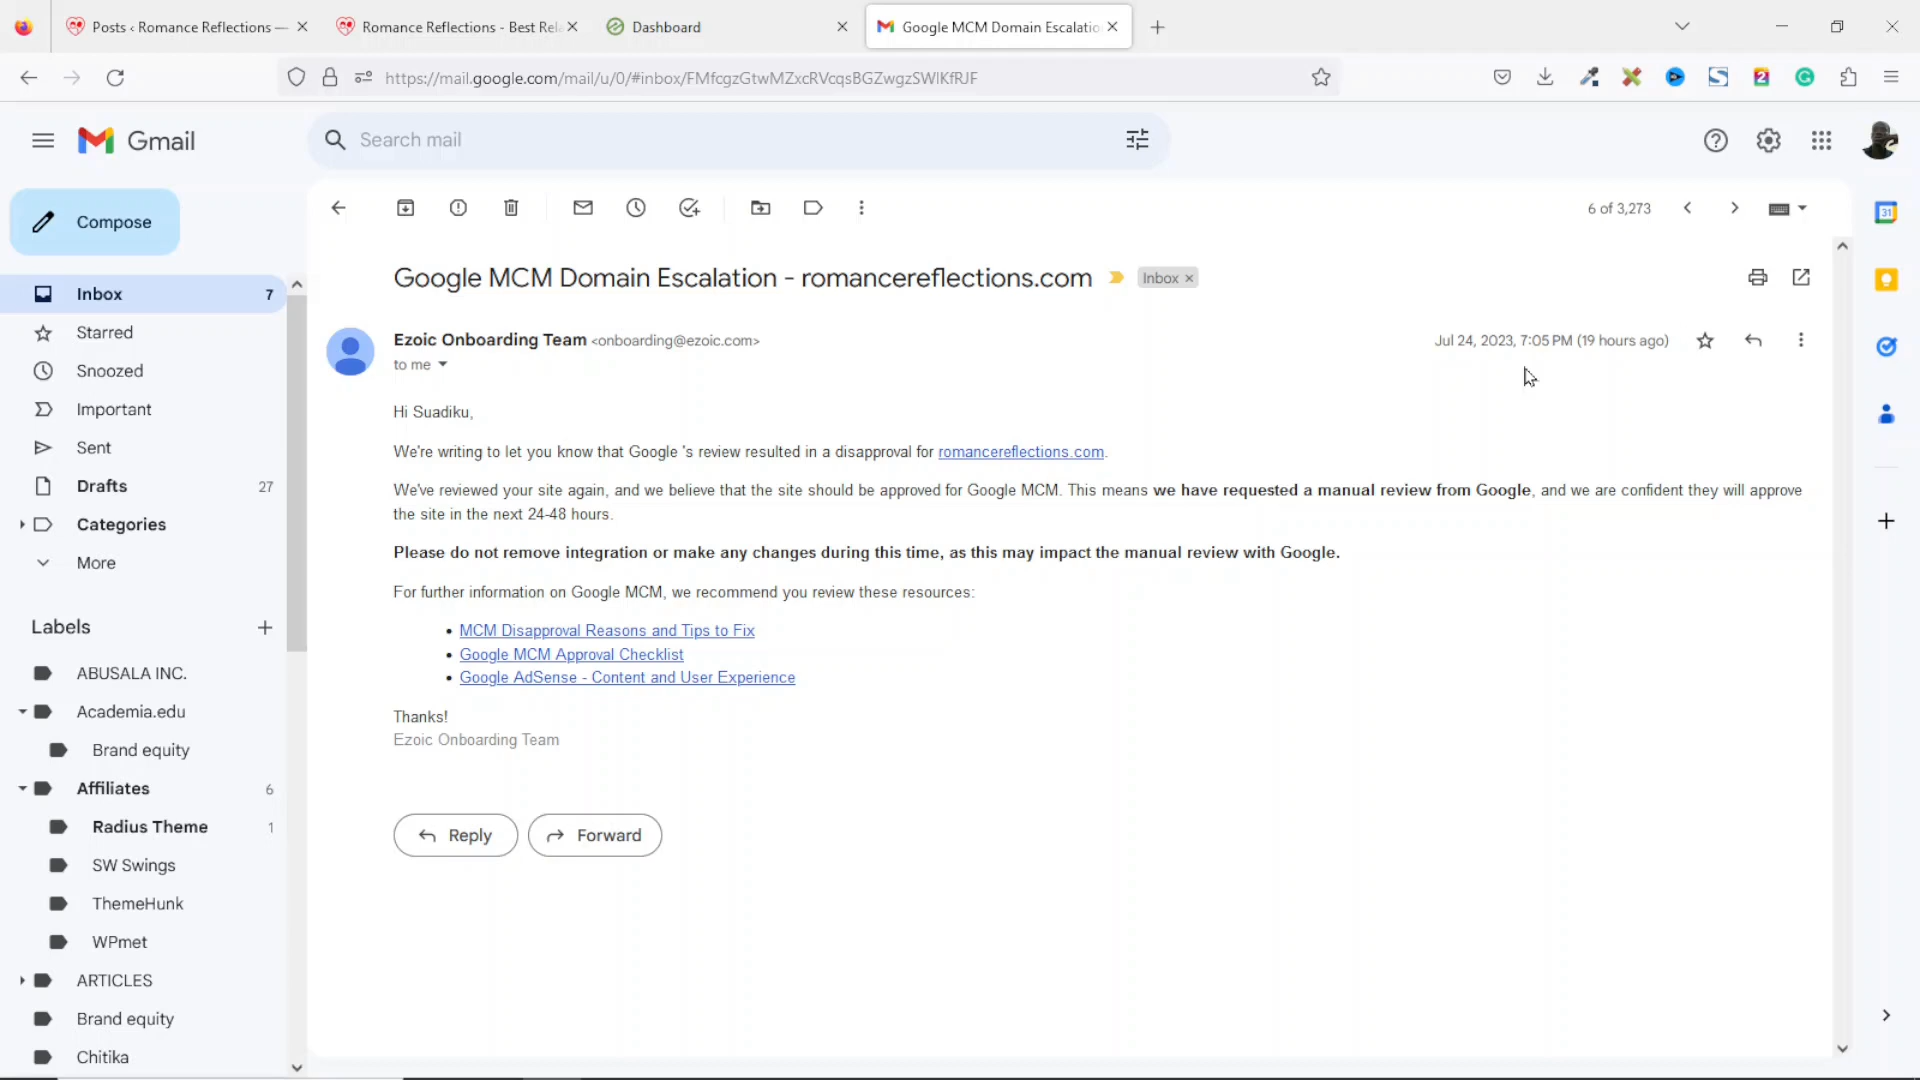 Posts ‹ Romance Reflections —
Romance Reflections - Best Rel
Dashboard
Google MCM Domain Escalatio
https://mail.google.com/mail/u/0/#inbox/FMfcgzGtwMZxcRVcqsBGZwgzSWlKfRJF
Gmail
Search mail
Compose
6 of 3,273
Inbox 7
Starred
Snoozed
Important
Sent
Drafts 27
Categories
More
Labels
ABUSALA INC.
Academia.edu
Brand equity
Affiliates 6
Radius Theme 1
SW Swings
ThemeHunk
WPmet
ARTICLES
Brand equity
Chitika
Google MCM Domain Escalation - romancereflections.com Inbox
Ezoic Onboarding Team <onboarding@ezoic.com>
Jul 24, 2023, 7:05 PM (19 hours ago)
to me
Hi Suadiku,
We're writing to let you know that Google 's review resulted in a disapproval for romancereflections.com.
We've reviewed your site again, and we believe that the site should be approved for Google MCM. This means we have requested a manual review from Google, and we are confident they will approve
the site in the next 24-48 hours.
Please do not remove integration or make any changes during this time, as this may impact the manual review with Google.
For further information on Google MCM, we recommend you review these resources:
• MCM Disapproval Reasons and Tips to Fix
• Google MCM Approval Checklist
• Google AdSense - Content and User Experience
Thanks!
Ezoic Onboarding Team
Reply
Forward
31
2